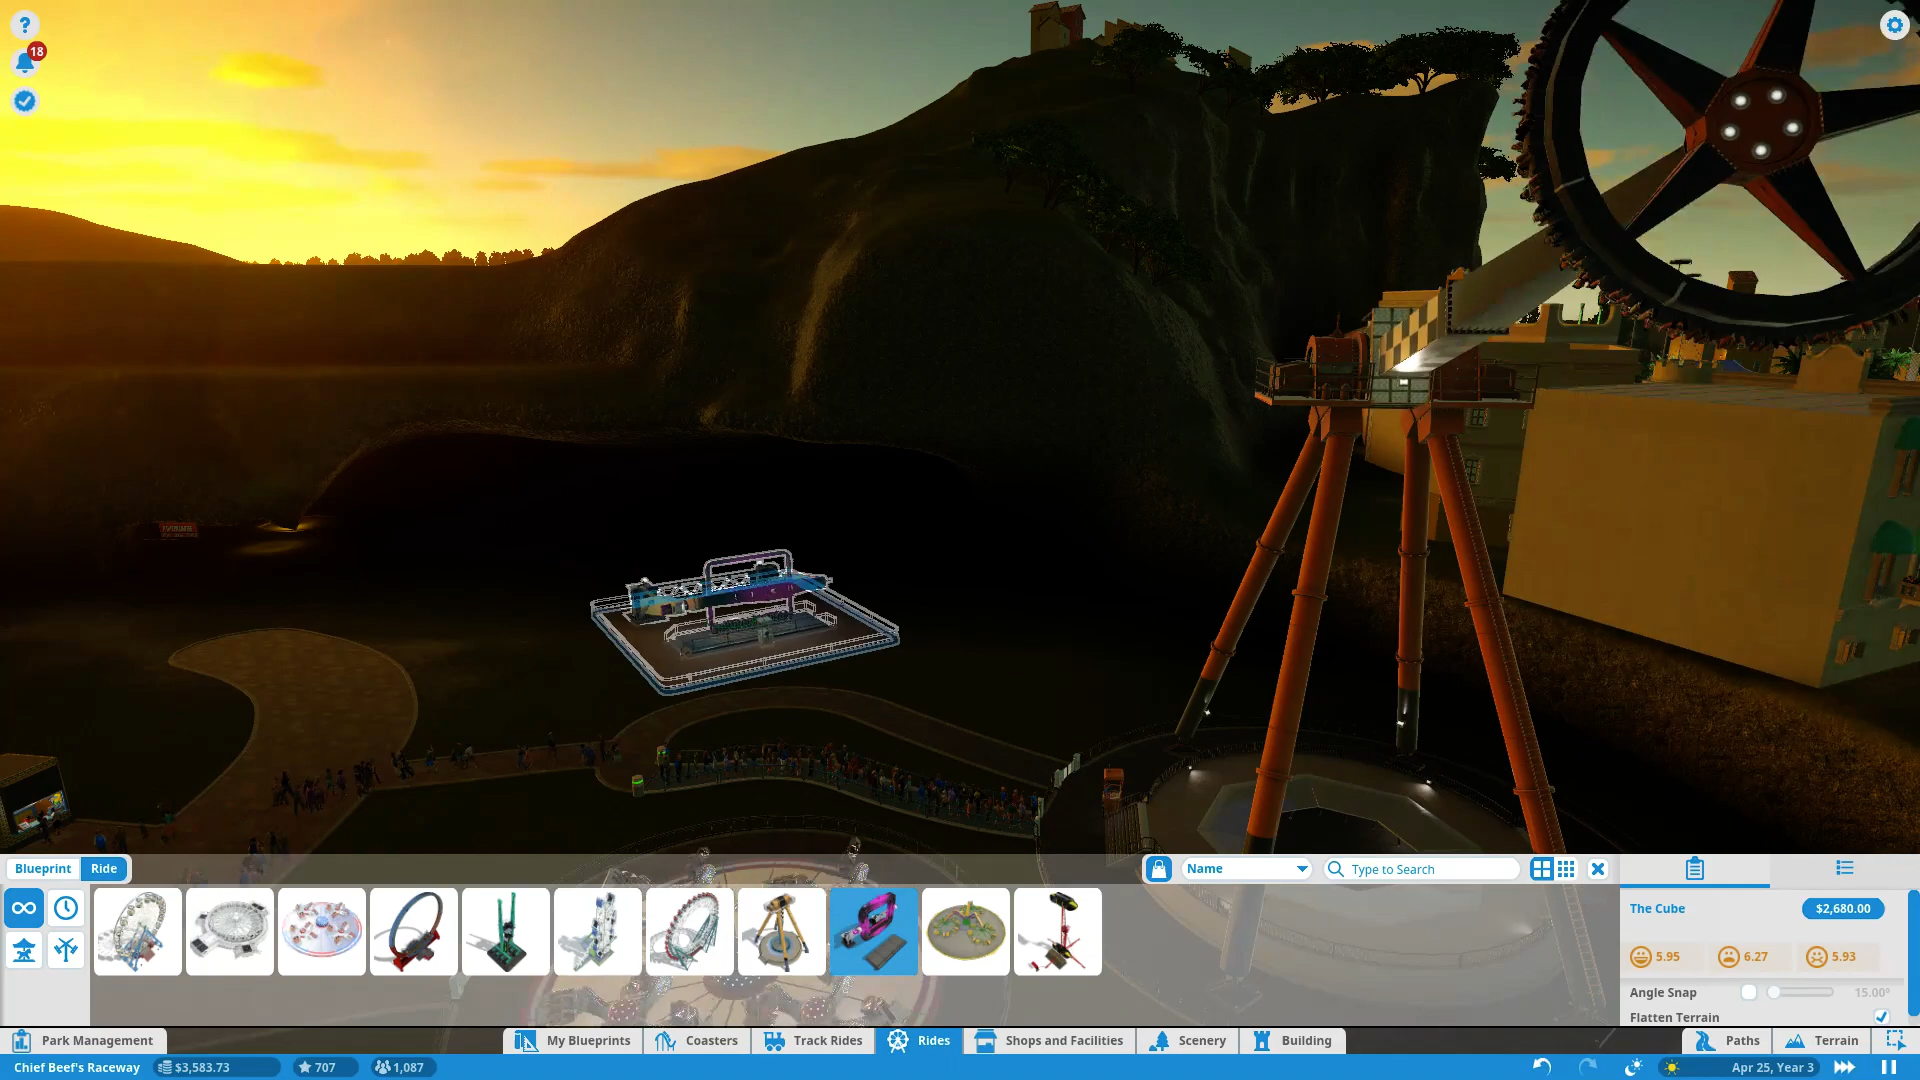 ?
18
Blueprint
Ride
Name
Type to Search
The Cube
$2,680.00
5.95
6.27
5.93
Angle Snap
15.00°
Flatten Terrain
Park Management
My Blueprints
Coasters
Track Rides
Rides
Shops and Facilities
Scenery
Building
Paths
Terrain
Chief Beef's Raceway
$3,583.73
707
1,087
Apr 25, Year 3